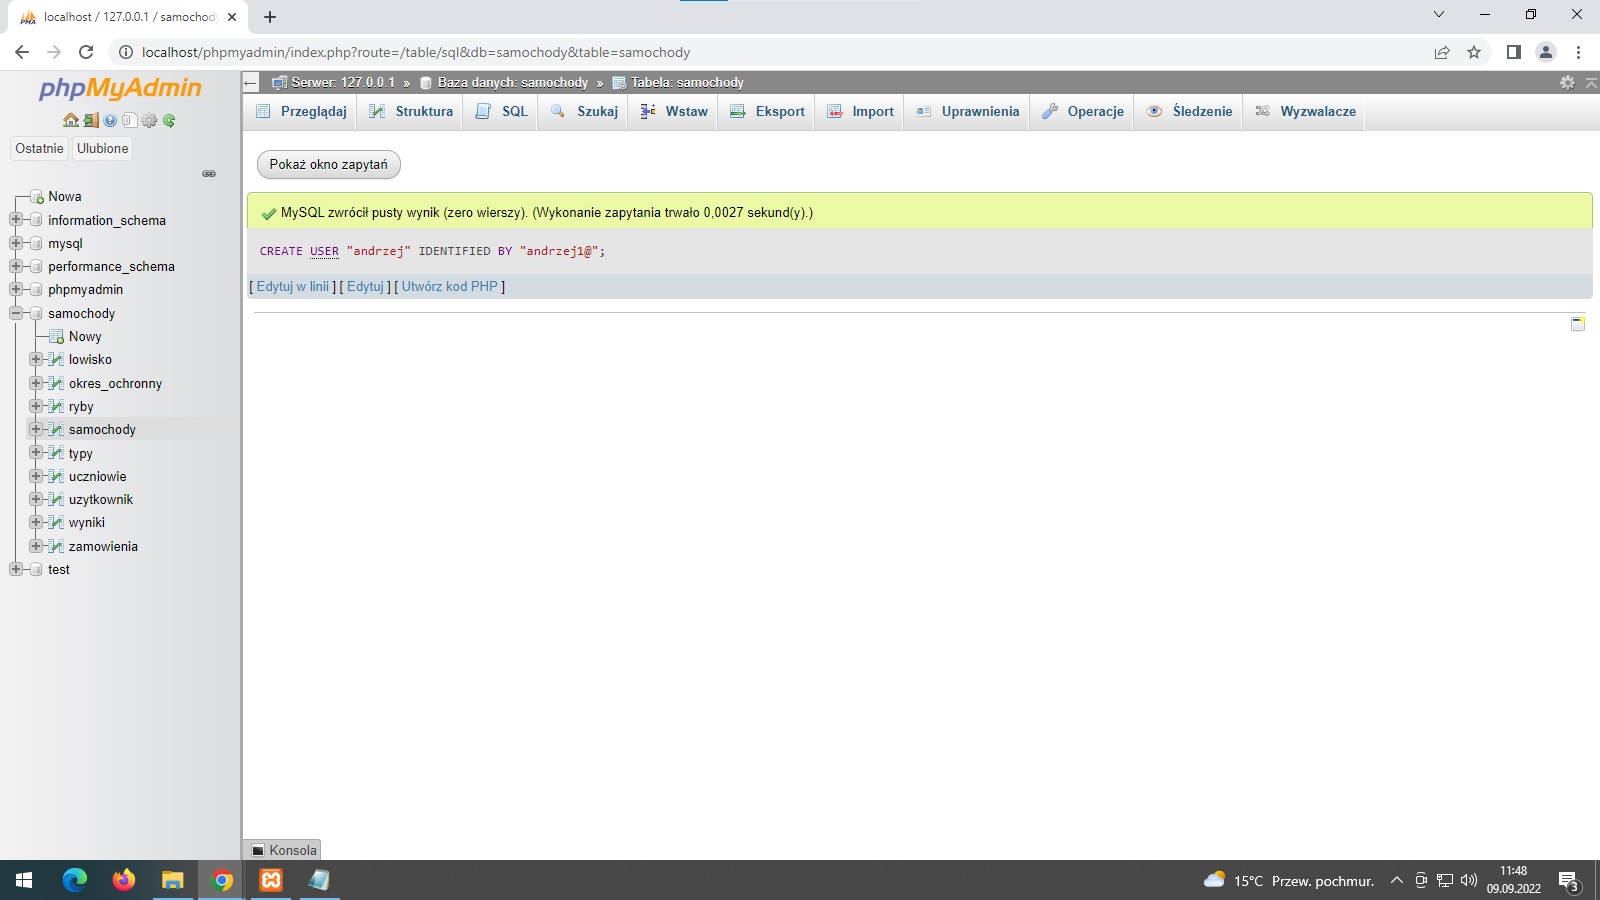 localhost / 127.0.0.1 / samochod
localhost/phpmyadmin/index.php?route=/table/sql&db=samochody&table=samochody
phpMyAdmin
Ostatnie Ulubione
Nowa
information_schema
mysql
performance_schema
phpmyadmin
samochody
Nowy
lowisko
okres_ochronny
ryby
samochody
typy
uczniowie
uzytkownik
wyniki
zamowienia
test
Serwer: 127.0.0.1 » Baza danych: samochody » Tabela: samochody
Przeglądaj Struktura SQL Szukaj Wstaw Eksport Import Uprawnienia Operacje Śledzenie Wyzwalacze
Pokaż okno zapytań
MySQL zwrócił pusty wynik (zero wierszy). (Wykonanie zapytania trwało 0,0027 sekund(y).)
CREATE USER "andrzej" IDENTIFIED BY "andrzej1@";
[ Edytuj w linii ] [ Edytuj ] [ Utwórz kod PHP ]
Konsola
15°C Przew. pochmur.
11:48
09.09.2022
3